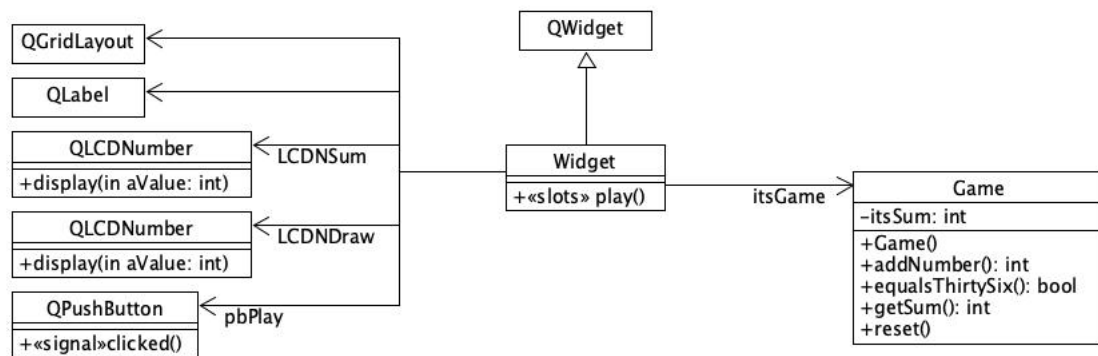 QGridLayout
QLabel
QLCDNumber
+display(in aValue: int)
LCDNSum
QLCDNumber
+display(in aValue: int)
LCDNDraw
QPushButton
+«signal»clicked()
pbPlay
QWidget
Widget
+«slots» play()
itsGame
Game
-itsSum: int
+Game()
+addNumber(): int
+equalsThirtySix(): bool
+getSum(): int
+reset()